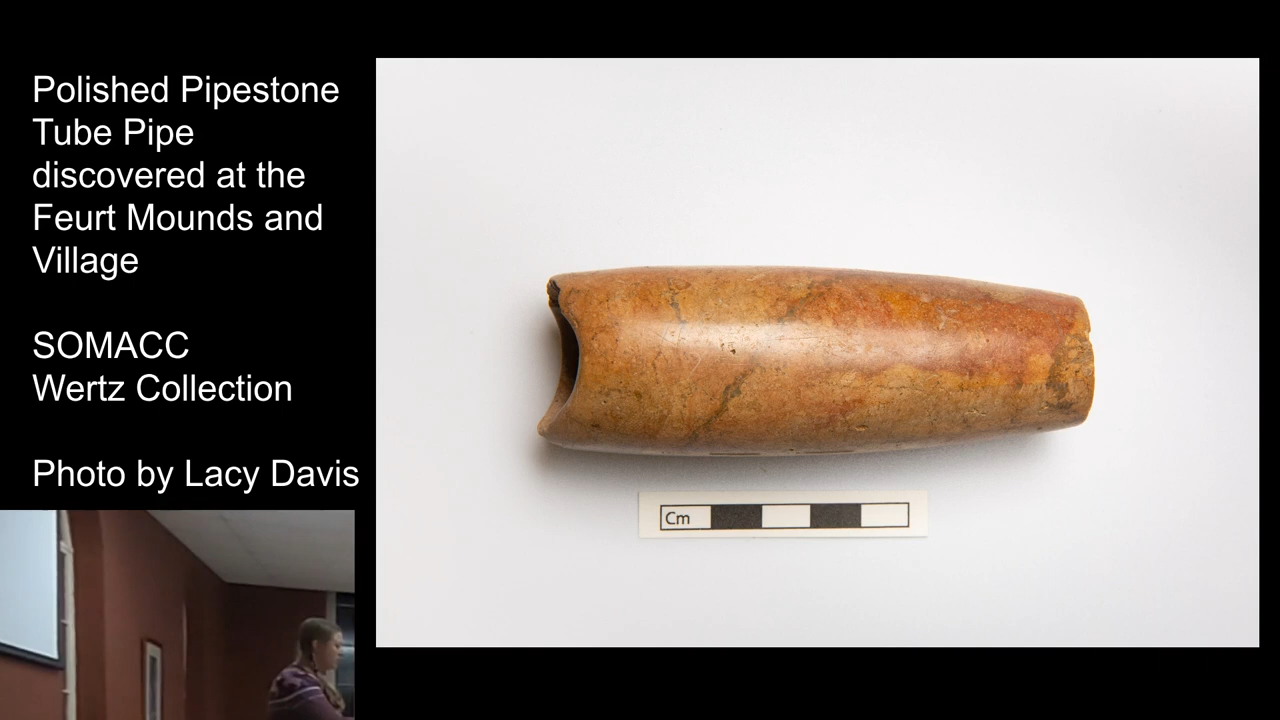 Polished Pipestone
Tube Pipe
discovered at the
Feurt Mounds and
Village
SOMACC
Wertz Collection
Photo by Lacy Davis
Cm